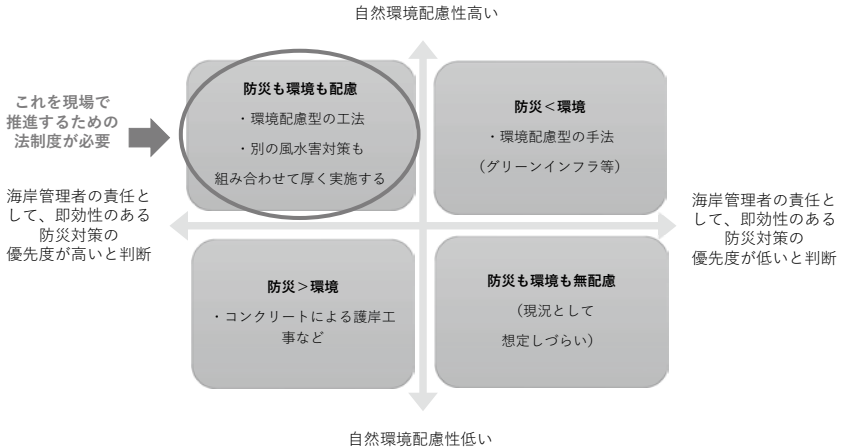 自然環境配慮性高い
これを現場で
推進するための
法制度が必要
防災も環境も配慮
・環境配慮型の工法
・別の風水害対策も
組み合わせて厚く実施する
防災＜環境
・環境配慮型の手法
（グリーンインフラ等）
海岸管理者の責任と
して、即効性のある
防災対策の
優先度が高いと判断
海岸管理者の責任と
して、即効性のある
防災対策の
優先度が低いと判断
防災＞環境
・コンクリートによる護岸工
事など
防災も環境も無配慮
（現況として
想定しづらい）
自然環境配慮性低い